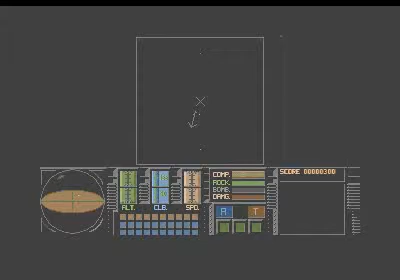 COMP.
SCORE 00000300
ROCK.
BOMB.
DAMG.
ALT. CLB. SPD.
A T